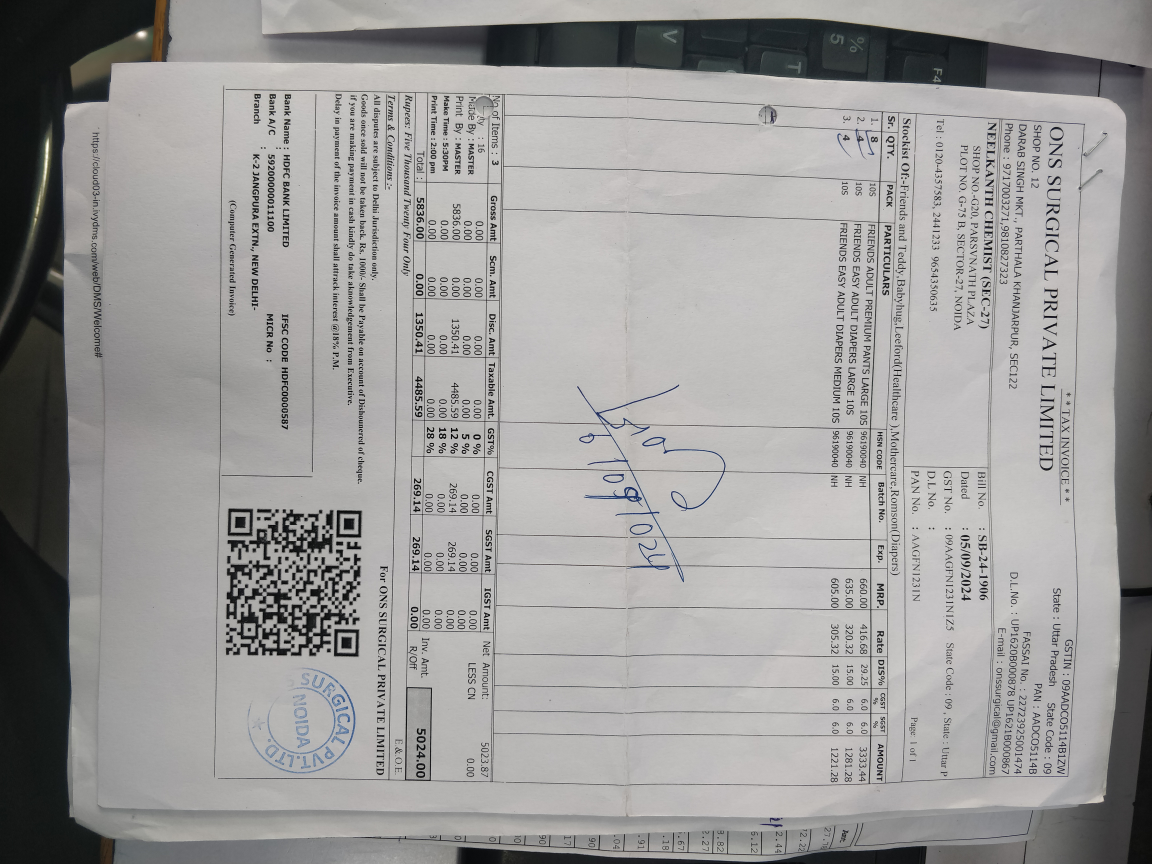 * * TAX INVOICE * *
ONS SURGICAL PRIVATE LIMITED
SHOP NO. 12
DARAB SINGH MKT., PARTHALA KHANJARPUR, SEC122
Phone : 9717003271,9810827323
GSTIN : 09AADCO5114B1ZW
State : Uttar Pradesh State Code : 09
PAN : AADCO5114B
FASSAI No. : 22723925001474
D.L.No. : UP1620B000878 UP1621B000867
E-mail : onssurgical@gmail.com
NEELKANTH CHEMIST (SEC-27)
SHOP NO.-G20, PARSVNATH PLAZA
PLOT NO, G-75 B, SECTOR-27, NOIDA
Tel : 0120-4357583, 2441233 9654350635
Bill No. : SB-24-1906
Dated : 05/09/2024
GST No. : 09AAGFN1231N1Z5 State Code : 09 , State : Uttar P
D.L No. :
PAN No. : AAGFN1231N
Page 1 of 1
Stockist Of:-Friends and Teddy,Babyhug,Leeford(Healthcare ),Mothercare,Romson(Diapers)
Sr. QTY. PACK PARTICULARS HSN CODE Batch No. Exp. MRP. Rate DIS% CGST % SGST % AMOUNT
1. 8 10S FRIENDS ADULT PREMIUM PANTS LARGE 10S 96190040 NH 660.00 416.68 29.25 6.0 6.0 3333.44
2. 4 10S FRIENDS EASY ADULT DIAPERS LARGE 10S 96190040 NH 635.00 320.32 15.00 6.0 6.0 1281.28
3. 4 10S FRIENDS EASY ADULT DIAPERS MEDIUM 10S 96190040 NH 605.00 305.32 15.00 6.0 6.0 1221.28
No of Items : 3 Gross Amt Scm. Amt Disc. Amt Taxable Amt. GST% CGST Amt SGST Amt IGST Amt Net Amount: 5023.87
: 16 0.00 0.00 0.00 0.00 0 % 0.00 0.00 0.00 LESS CN 0.00
Made By : MASTER 0.00 0.00 0.00 0.00 5 % 0.00 0.00 0.00
Print By : MASTER 5836.00 0.00 1350.41 4485.59 12 % 269.14 269.14 0.00
Make Time : 5:30PM 0.00 0.00 0.00 0.00 18 % 0.00 0.00 0.00
Print Time : 2:00 pm 0.00 0.00 0.00 0.00 28 % 0.00 0.00 0.00
Total : 5836.00 0.00 1350.41 4485.59 269.14 269.14 0.00
Inv. Amt. 5024.00
R/Off
Rupees: Five Thousand Twenty Four Only
E.& O.E.
Terms & Conditions :-
All disputes are subject to Delhi Jurisdiction only.
Goods once sold will not be taken back. Rs. 1000/- Shall be Payable on account of Dishounered of cheque.
if you are making payment in cash kindly do take aknowledgement from Executive.
Delay in payment of the invoice amount shall attrack interest @18% P.M.
For ONS SURGICAL PRIVATE LIMITED
Bank Name : HDFC BANK LIMITED IFSC CODE HDFC0000587
Bank A/C : 59200000011100 MICR No :
Branch K-2 JANGPURA EXTN., NEW DELHI-
(Computer Generated Invoice)
SURGICAL PVT.LTD.
NOIDA
https://cloud03-in.ivydms.com/web/DMS/Welcome#